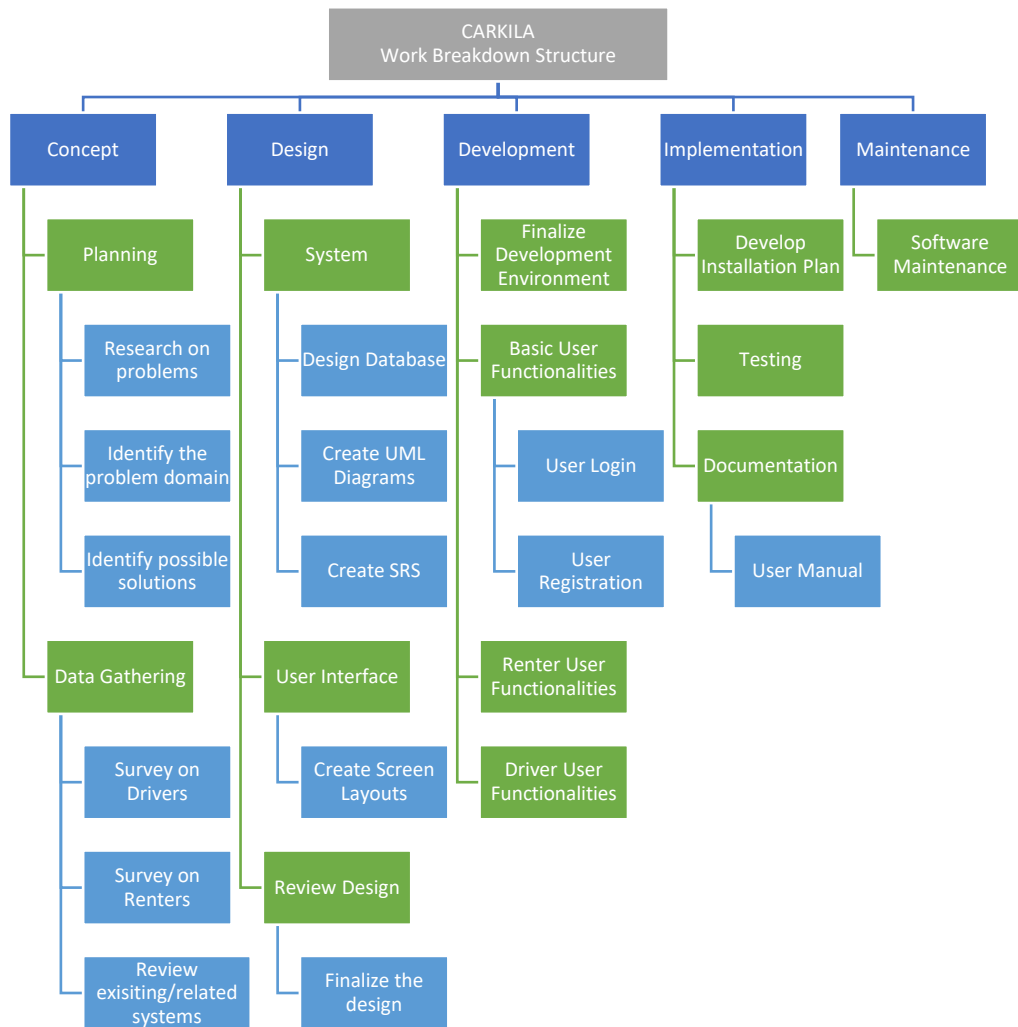 CARKILA
Work Breakdown Structure
Concept
Design
Development
Implementation
Maintenance
Planning
Research on
problems
Identify the
problem domain
Identify possible
solutions
Data Gathering
Survey on
Drivers
Survey on
Renters
Review
exisiting/related
systems
System
Design Database
Create UML
Diagrams
Create SRS
User Interface
Create Screen
Layouts
Review Design
Finalize the
design
Finalize
Development
Environment
Basic User
Functionalities
User Login
User
Registration
Renter User
Functionalities
Driver User
Functionalities
Develop
Installation Plan
Testing
Documentation
User Manual
Software
Maintenance